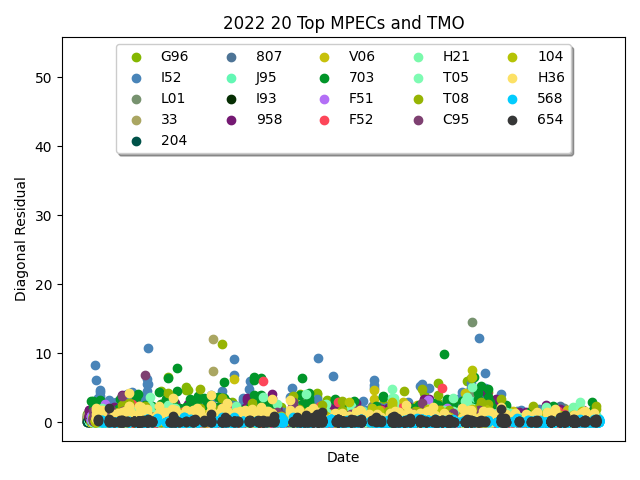 2022 20 Top MPECs and TMO
G96 807 V06 H21 104
I52 J95 703 T05 H36
L01 I93 F51 T08 568
33 958 F52 C95 654
204
50
40
30
20
10
0
Diagonal Residual
Date